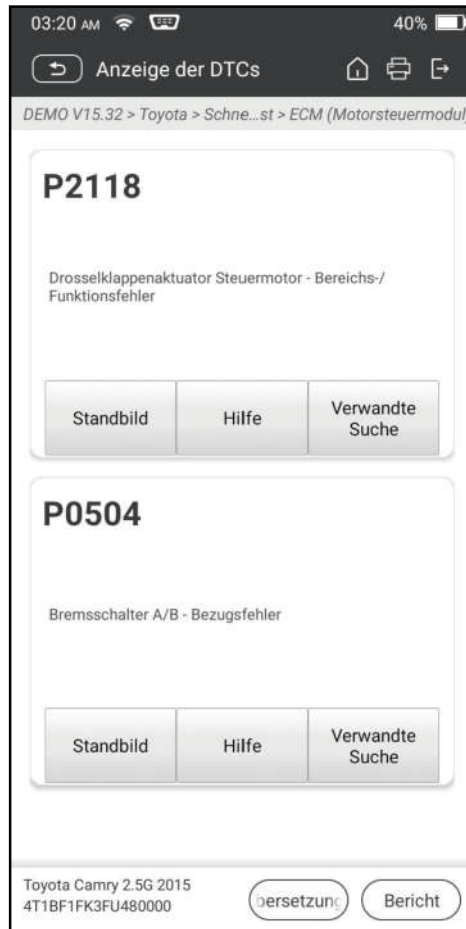 03:20 AM
40%
Anzeige der DTCs
DEMO V15.32 > Toyota > Schne...st > ECM (Motorsteuermodul)
P2118
Drosselklappenaktuator Steuermotor - Bereichs-/
Funktionsfehler
Standbild
Hilfe
Verwandte
Suche
P0504
Bremsschalter A/B - Bezugsfehler
Standbild
Hilfe
Verwandte
Suche
Toyota Camry 2.5G 2015
4T1BF1FK3FU480000
bersetzung
Bericht